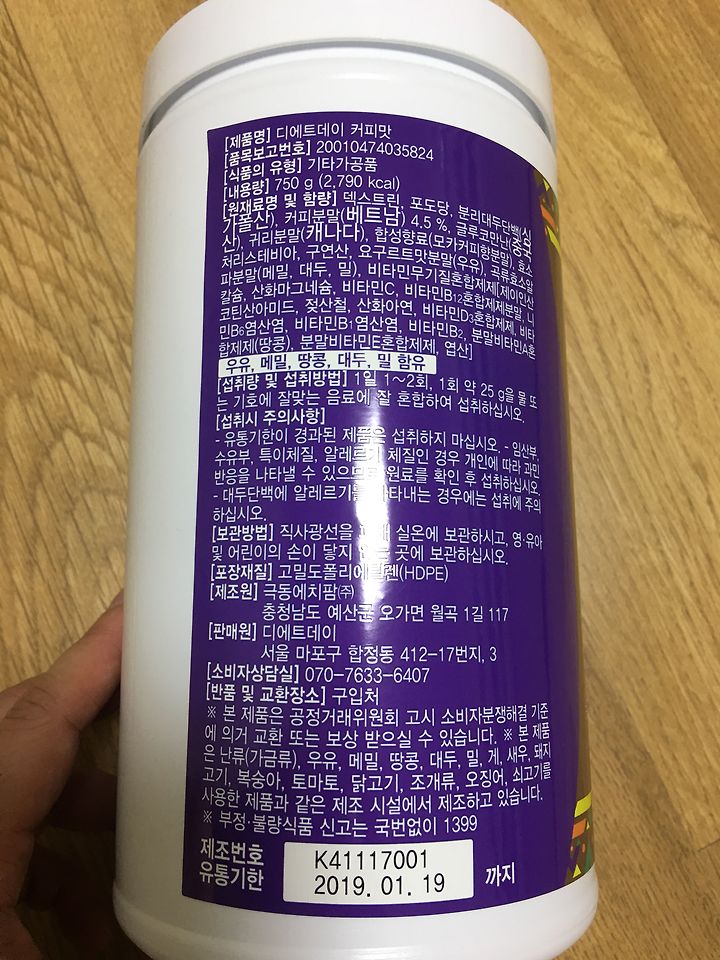 [제품명] 디에트데이 커피맛
[품목보고번호] 20010474035824
[식품의 유형] 기타가공품
[내용량] 750 g (2,790 kcal)
[원재료명 및 함량] 덱스트린, 포도당, 분리대두단백(싱
가폴산), 커피분말(베트남) 4.5 %, 글루코만난(중국
산), 귀리분말(캐나다), 합성향료(모카커피향분말), 효소
처리스테비아, 구연산, 요구르트맛분말(우유), 곡류효소알
파분말(메밀, 대두, 밀), 비타민무기질혼합제제[제이인산
칼슘, 산화마그네슘, 비타민C, 비타민B12혼합제제분말, 니
코틴산아미드, 젖산철, 산화아연, 비타민D3혼합제제, 비타
민B6염산염, 비타민B1염산염, 비타민B2, 분말비타민A혼
합제제(땅콩), 분말비타민E혼합제제, 엽산]
우유, 메밀, 땅콩, 대두, 밀 함유
[섭취량 및 섭취방법] 1일 1~2회, 1회 약 25 g을 물 또
는 기호에 잘맞는 음료에 잘 혼합하여 섭취하십시오.
[섭취시 주의사항]
- 유통기한이 경과된 제품은 섭취하지 마십시오. - 임산부,
수유부, 특이체질, 알레르기 체질인 경우 개인에 따라 과민
반응을 나타낼 수 있으므로 원료를 확인 후 섭취하십시오.
- 대두단백에 알레르기를 나타내는 경우에는 섭취에 주의
하십시오.
[보관방법] 직사광선을 피해 실온에 보관하시고, 영·유아
및 어린이의 손이 닿지 않는 곳에 보관하십시오.
[포장재질] 고밀도폴리에틸렌(HDPE)
[제조원] 극동에치팜㈜
충청남도 예산군 오가면 월곡 1길 117
[판매원] 디에트데이
서울 마포구 합정동 412-17번지, 3
[소비자상담실] 070-7633-6407
[반품 및 교환장소] 구입처
※ 본 제품은 공정거래위원회 고시 소비자분쟁해결 기준
에 의거 교환 또는 보상 받으실 수 있습니다. ※ 본 제품
은 난류(가금류), 우유, 메밀, 땅콩, 대두, 밀, 게, 새우, 돼지
고기, 복숭아, 토마토, 닭고기, 조개류, 오징어, 쇠고기를
사용한 제품과 같은 제조 시설에서 제조하고 있습니다.
※ 부정·불량식품 신고는 국번없이 1399
제조번호 K41117001
유통기한 2019. 01. 19 까지